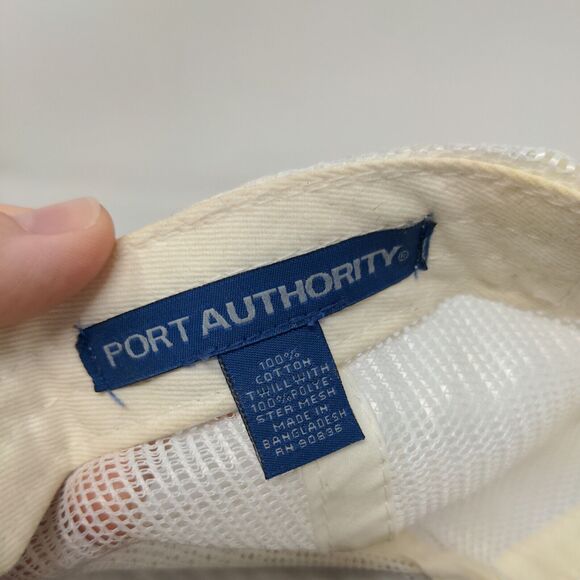 PORT AUTHORITY®
100%
COTTON
TWILL WITH
100% POLYE-
STER MESH
MADE IN
BANGLADESH
RN 90836